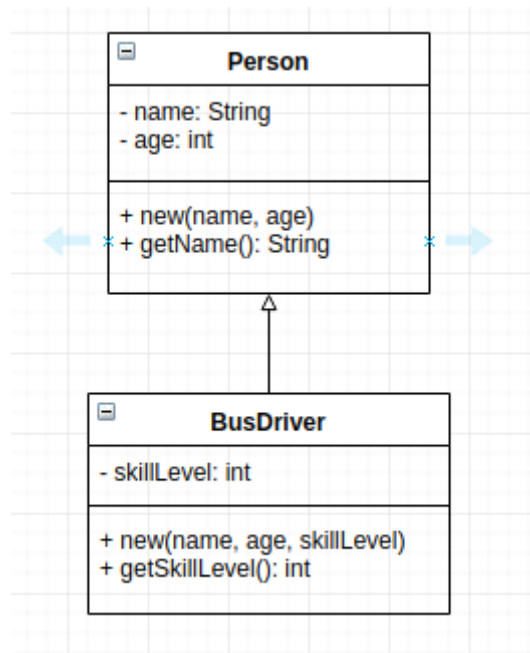 Person
- name: String
- age: int
+ new(name, age)
+ getName(): String
BusDriver
- skillLevel: int
+ new(name, age, skillLevel)
+ getSkillLevel(): int